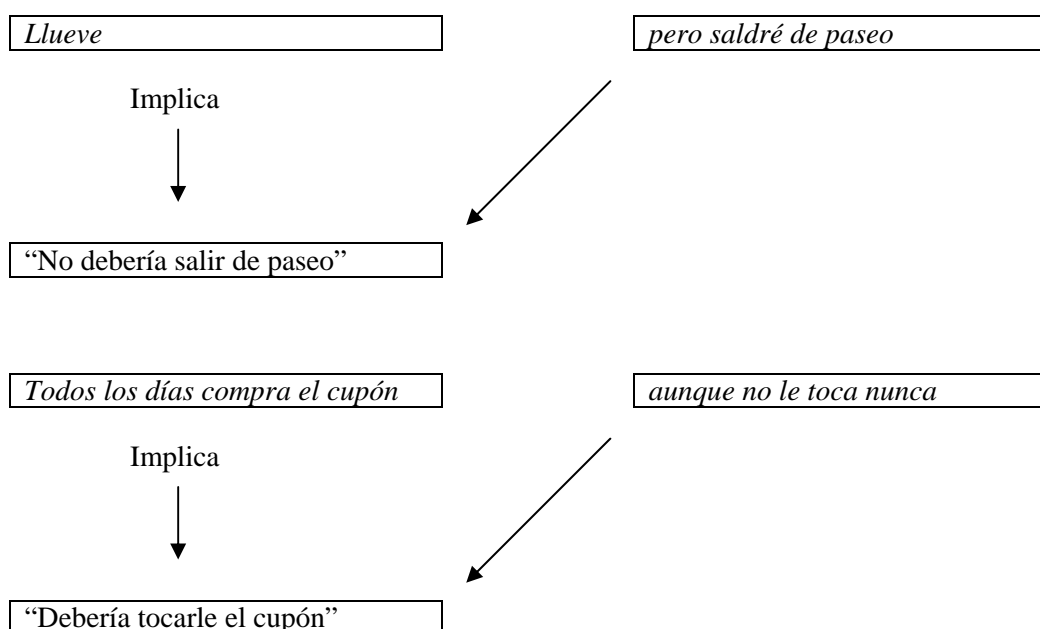 Llueve
pero saldré de paseo
Implica
“No debería salir de paseo”
Todos los días compra el cupón
aunque no le toca nunca
Implica
“Debería tocarle el cupón”